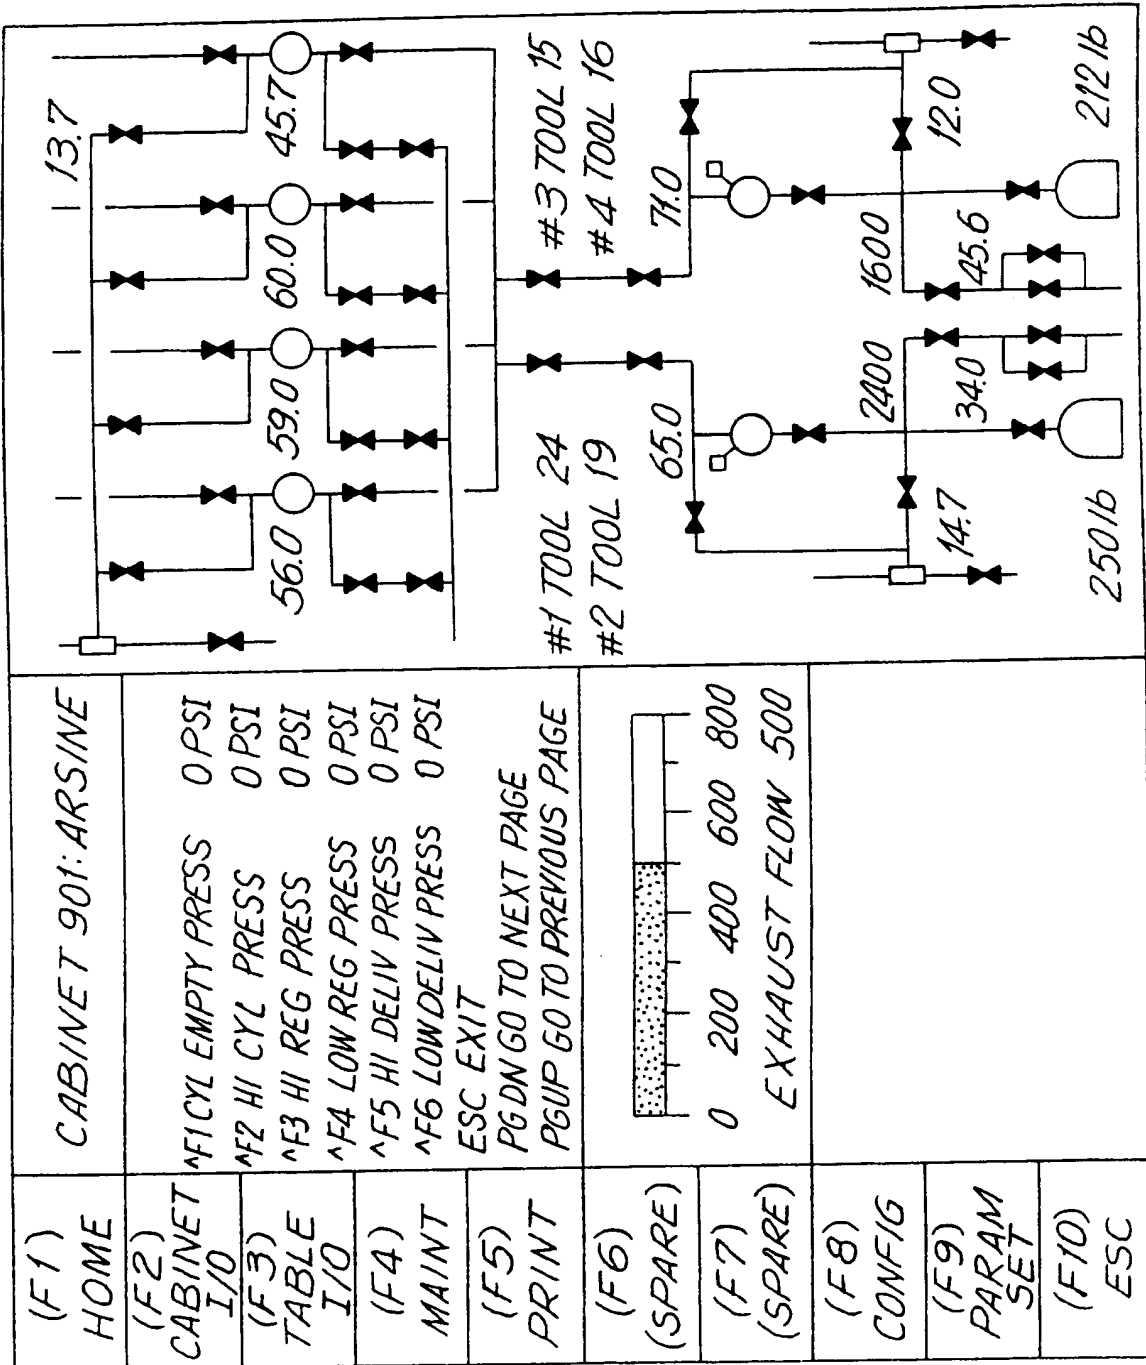 (F1)
HOME
(F2)
CABINET
I/O
(F3)
TABLE
I/O
(F4)
MAINT
(F5)
PRINT
(F6)
(SPARE)
(F7)
(SPARE)
(F8)
CONFIG
(F9)
PARAM
SET
(F10)
ESC
CABINET 901: ARSINE
^F1 CYL EMPTY PRESS 0 PSI
^F2 HI CYL PRESS 0 PSI
^F3 HI REG PRESS 0 PSI
^F4 LOW REG PRESS 0 PSI
^F5 HI DELIV PRESS 0 PSI
^F6 LOW DELIV PRESS 0 PSI
ESC EXIT
PGDN GO TO NEXT PAGE
PGUP GO TO PREVIOUS PAGE
0 200 400 600 800
EXHAUST FLOW 500
13.7
56.0 59.0 60.0 45.7
#1 TOOL 24
#2 TOOL 19
#3 TOOL 15
#4 TOOL 16
65.0 71.0
2400 1600
14.7 34.0 45.6 12.0
250 lb 212 lb